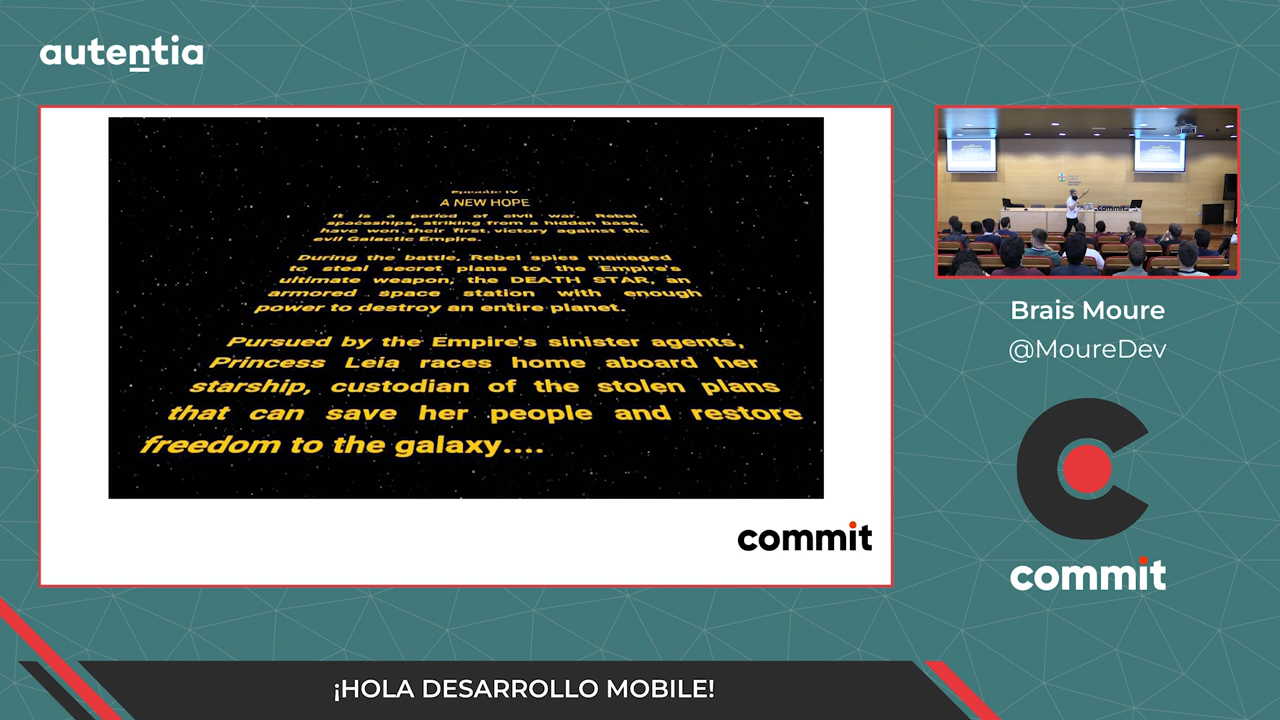 autentia
Episode IV
A NEW HOPE
It is a period of civil war. Rebel
spaceships, striking from a hidden base,
have won their first victory against the
evil Galactic Empire.
During the battle, Rebel spies managed
to steal secret plans to the Empire's
ultimate weapon, the DEATH STAR, an
armored space station with enough
power to destroy an entire planet.
Pursued by the Empire's sinister agents,
Princess Leia races home aboard her
starship, custodian of the stolen plans
that can save her people and restore
freedom to the galaxy....
commit
commit
Brais Moure
@MoureDev
commit
¡HOLA DESARROLLO MOBILE!